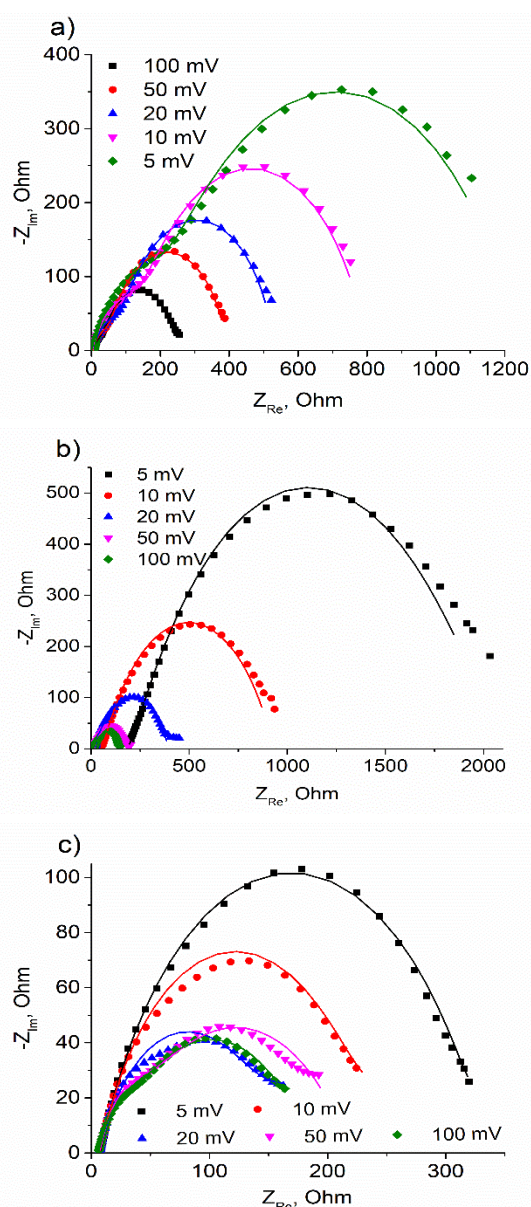 a)
100 mV
50 mV
20 mV
10 mV
5 mV
400
300
200
100
0
0 200 400 600 800 1000 1200
-Z_Im, Ohm
Z_Re, Ohm
b)
5 mV
10 mV
20 mV
50 mV
100 mV
500
400
300
200
100
0
0 500 1000 1500 2000
-Z_Im, Ohm
Z_Re, Ohm
c)
100
80
60
40
20
0
0 100 200 300
-Z_Im, Ohm
5 mV 10 mV
20 mV 50 mV 100 mV
Z_Re, Ohm